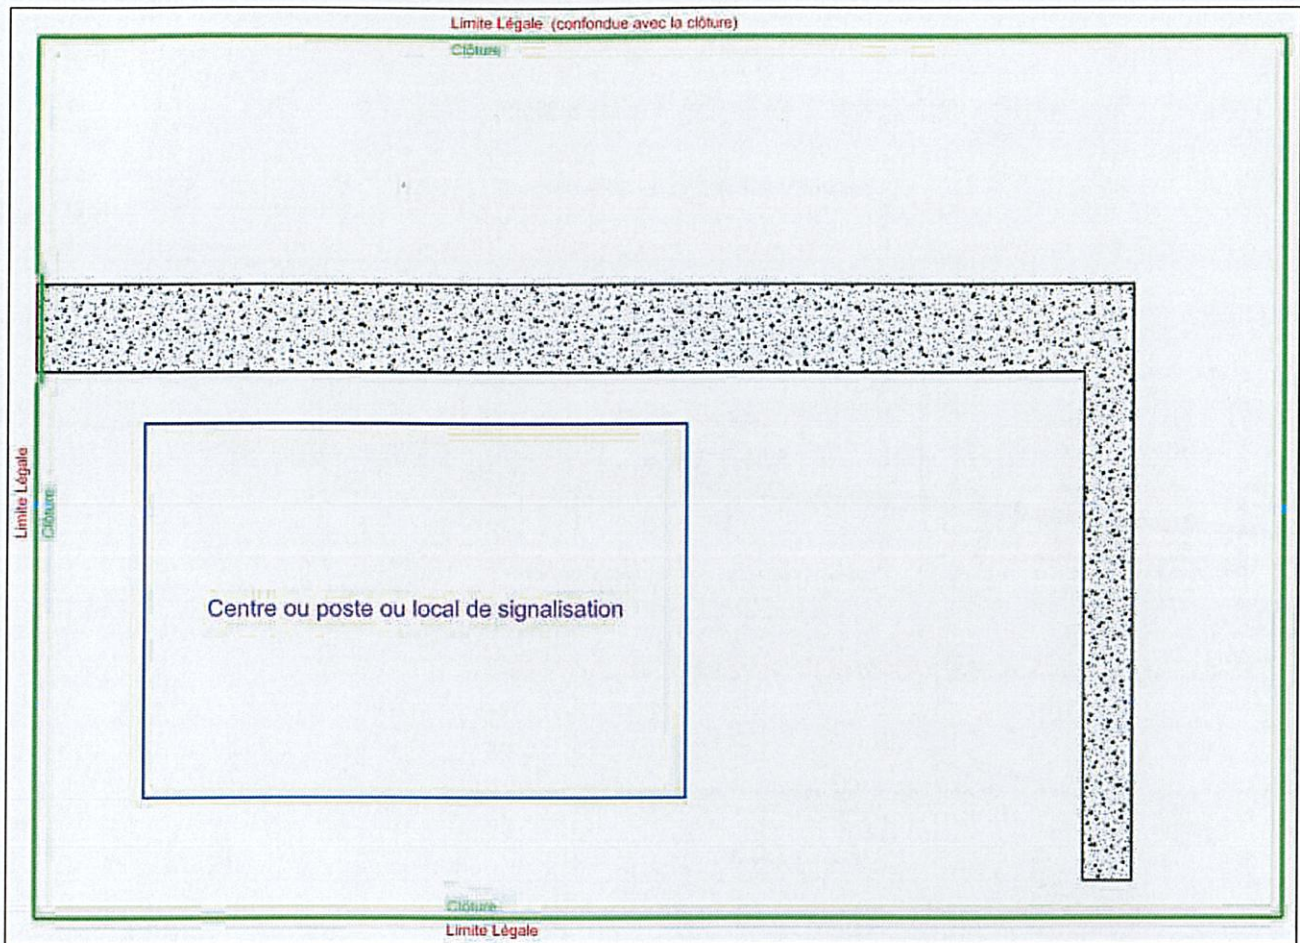 Limite Légale (confondue avec la clôture)
Clôture
Limite Légale
Clôture
Centre ou poste ou local de signalisation
Clôture
Limite Légale